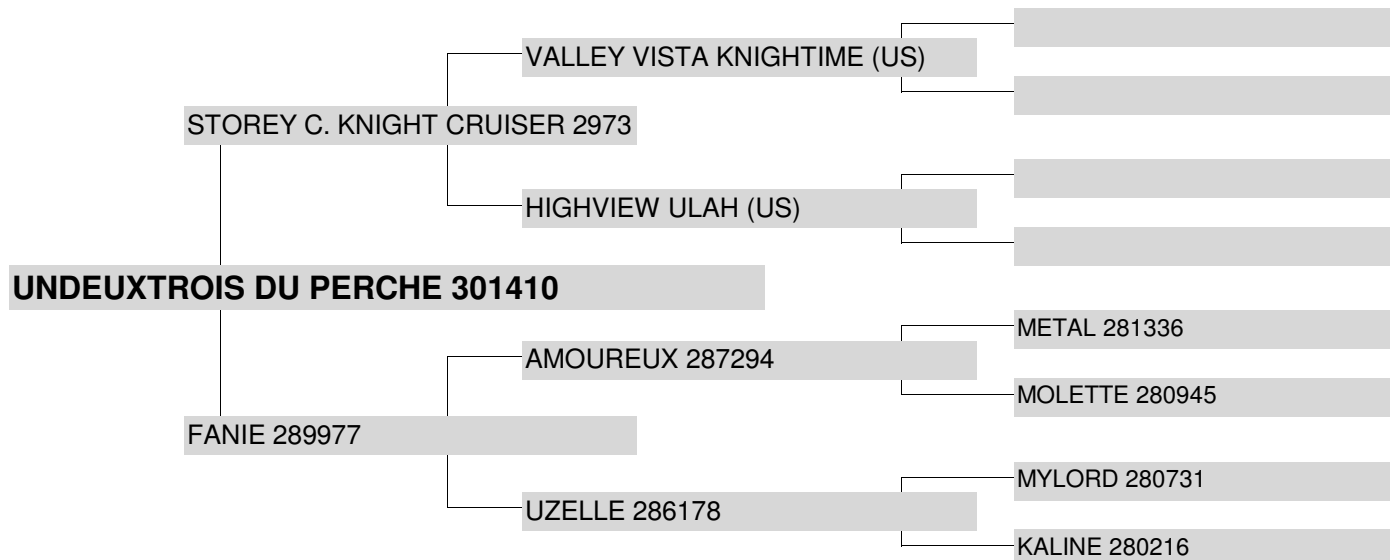 VALLEY VISTA KNIGHTIME (US)
STOREY C. KNIGHT CRUISER 2973
HIGHVIEW ULAH (US)
UNDEUXTROIS DU PERCHE 301410
METAL 281336
AMOUREUX 287294
MOLETTE 280945
FANIE 289977
MYLORD 280731
UZELLE 286178
KALINE 280216